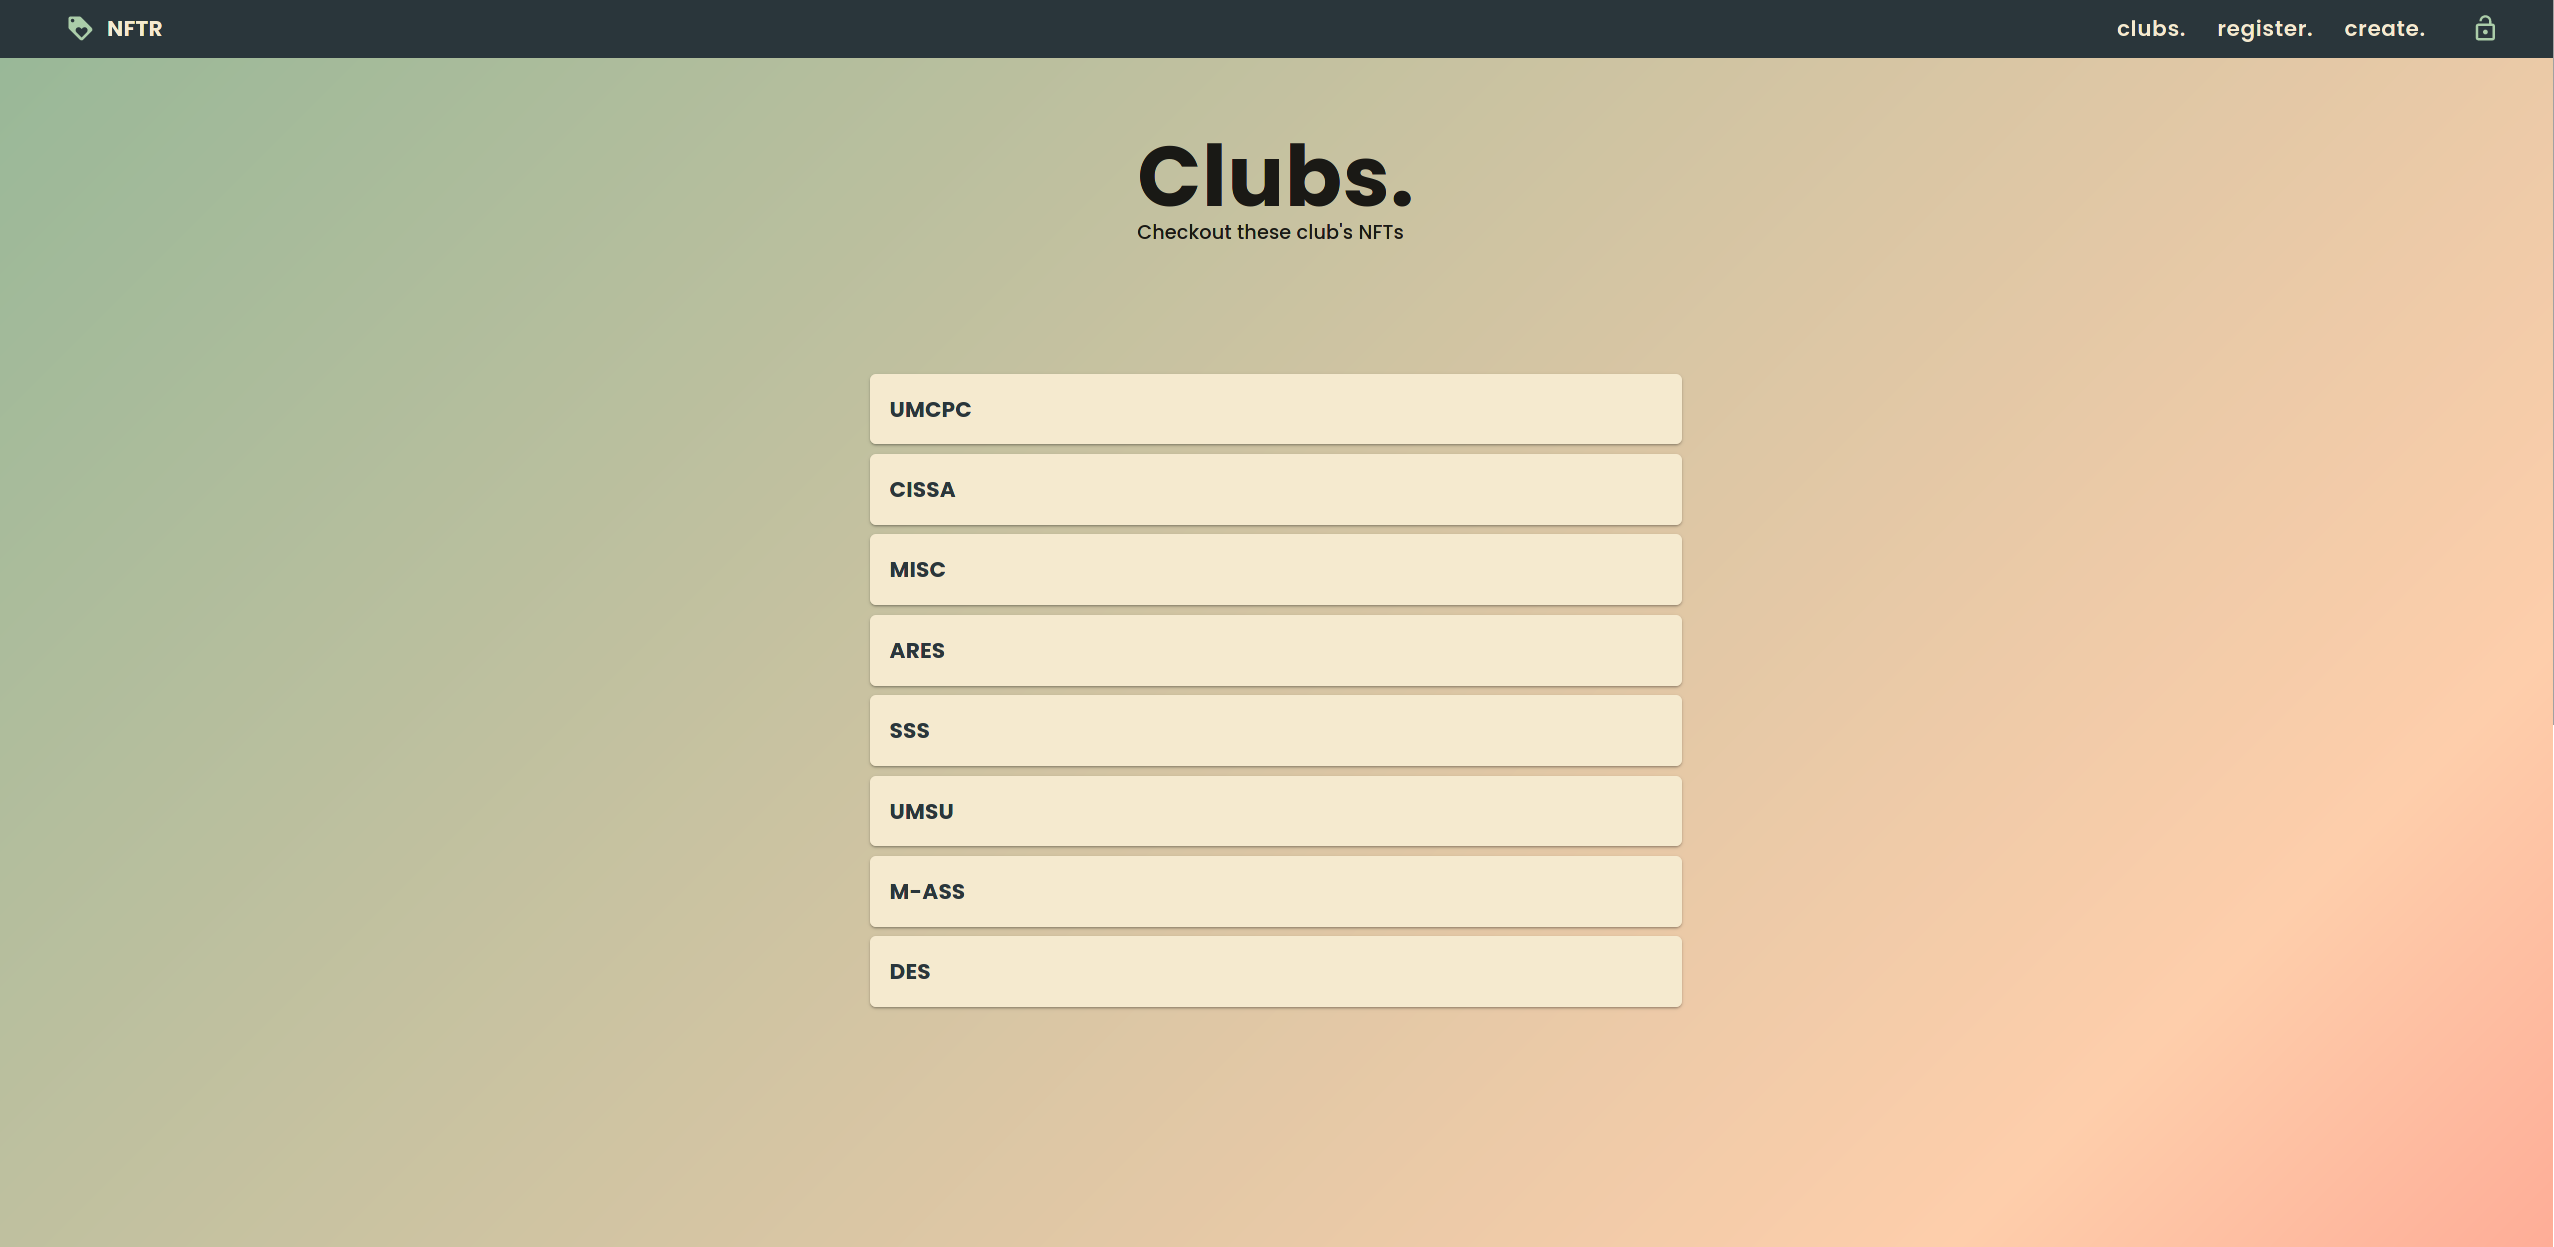 NFTR
clubs. register. create.
Clubs.
Checkout these club's NFTs
UMCPC
CISSA
MISC
ARES
SSS
UMSU
M-ASS
DES